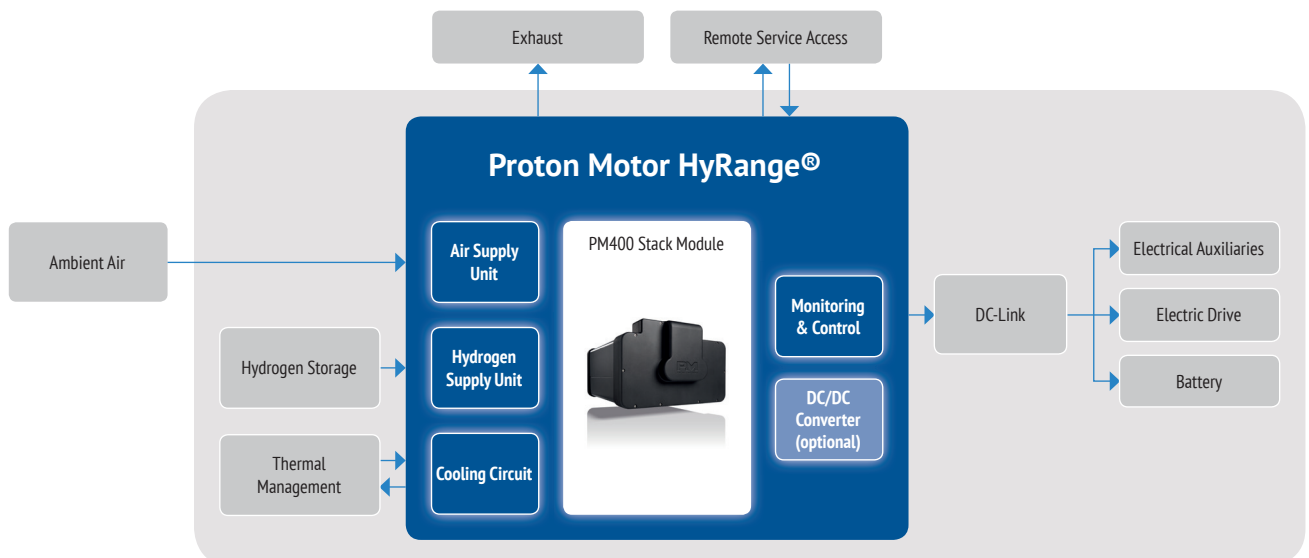 Exhaust
Remote Service Access
Proton Motor HyRange®
Ambient Air
Hydrogen Storage
Thermal
Management
Air Supply
Unit
Hydrogen
Supply Unit
Cooling Circuit
PM400 Stack Module
Monitoring
& Control
DC/DC
Converter
(optional)
DC-Link
Electrical Auxiliaries
Electric Drive
Battery